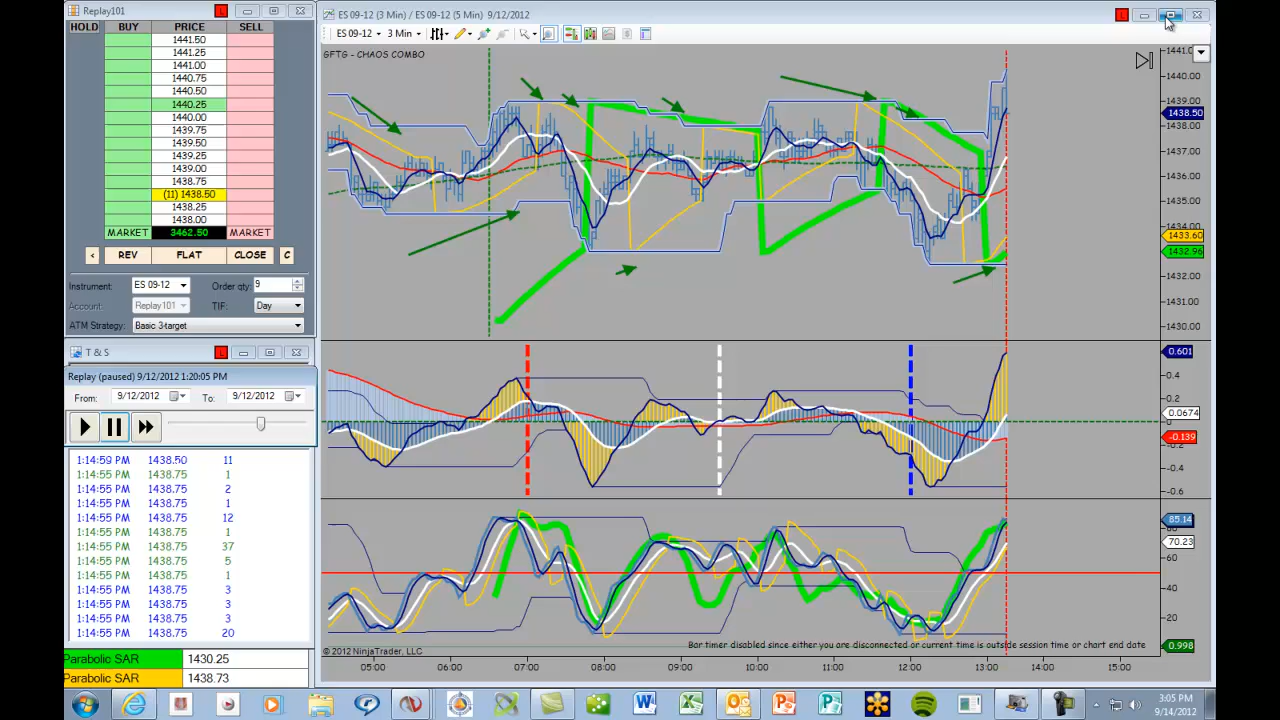 Replay101
HOLD BUY PRICE SELL
1441.50
1441.25
1441.00
1440.75
1440.50
1440.25
1440.00
1439.75
1439.50
1439.25
1439.00
1438.75
(11) 1438.50
1438.25
1438.00
MARKET 3462.50 MARKET
< REV FLAT CLOSE C
Instrument: ES 09-12 Order qty: 9
Account: Replay101 TIF: Day
ATM Strategy: Basic 3-target
T & S
Replay (paused) 9/12/2012 1:20:05 PM
From: 9/12/2012 To: 9/12/2012
1:14:59 PM 1438.50 11
1:14:55 PM 1438.75 1
1:14:55 PM 1438.75 2
1:14:55 PM 1438.75 1
1:14:55 PM 1438.75 12
1:14:55 PM 1438.75 1
1:14:55 PM 1438.75 37
1:14:55 PM 1438.75 5
1:14:55 PM 1438.75 1
1:14:55 PM 1438.75 3
1:14:55 PM 1438.75 3
1:14:55 PM 1438.75 3
1:14:55 PM 1438.75 20
Parabolic SAR 1430.25
Parabolic SAR 1438.73
ES 09-12 (3 Min) / ES 09-12 (5 Min) 9/12/2012
ES 09-12 3 Min
GFTG - CHAOS COMBO
1441.00
1440.00
1439.00
1438.50
1438.00
1437.00
1436.00
1435.00
1433.60
1432.96
1432.00
1431.00
1430.00
0.601
0.4
0.2
0.0674
0
-0.139
-0.4
-0.6
85.14
70.23
60
40
20
0.998
Bar timer disabled since either you are disconnected or current time is outside session time or chart end date
© 2012 NinjaTrader, LLC
05:00 06:00 07:00 08:00 09:00 10:00 11:00 12:00 13:00 14:00 15:00
3:05 PM
9/14/2012